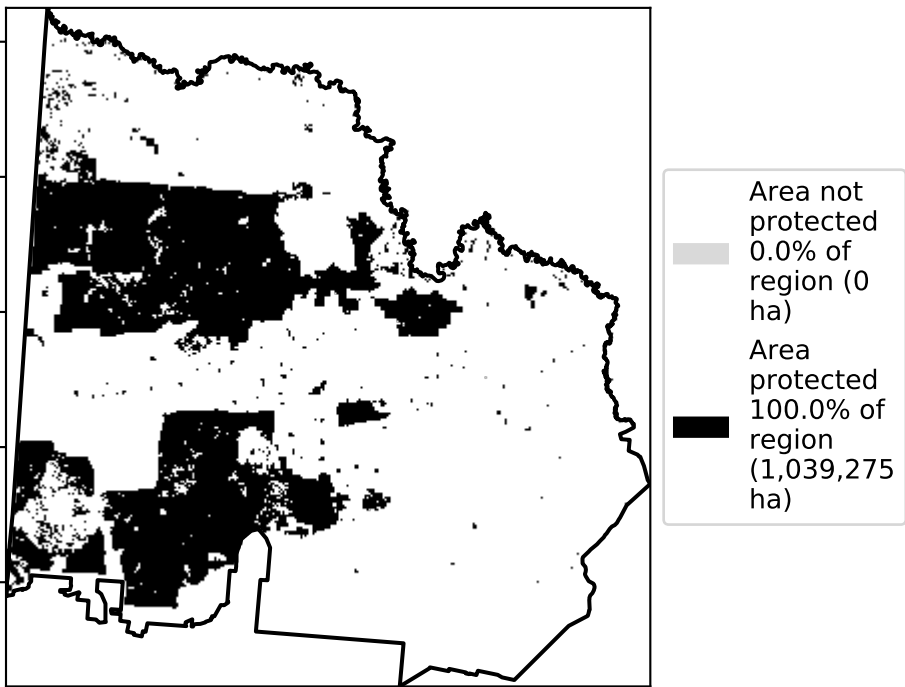 Area not
protected
0.0% of
region (0
ha)
Area
protected
100.0% of
region
(1,039,275
ha)